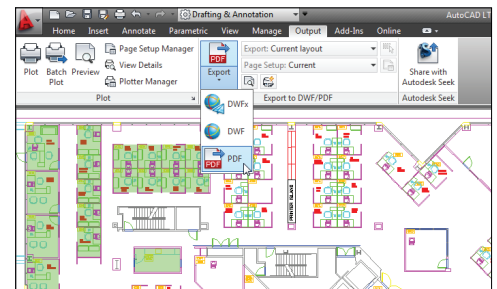 Drafting & Annotation
AutoCAD LT
Home Insert Annotate Parametric View Manage Output Add-Ins Online
Plot
Batch Plot
Preview
Page Setup Manager
View Details
Plotter Manager
Plot
PDF
Export
Export: Current layout
Page Setup: Current
Export to DWF/PDF
Share with
Autodesk Seek
Autodesk Seek
DWFx
DWF
PDF
PDF